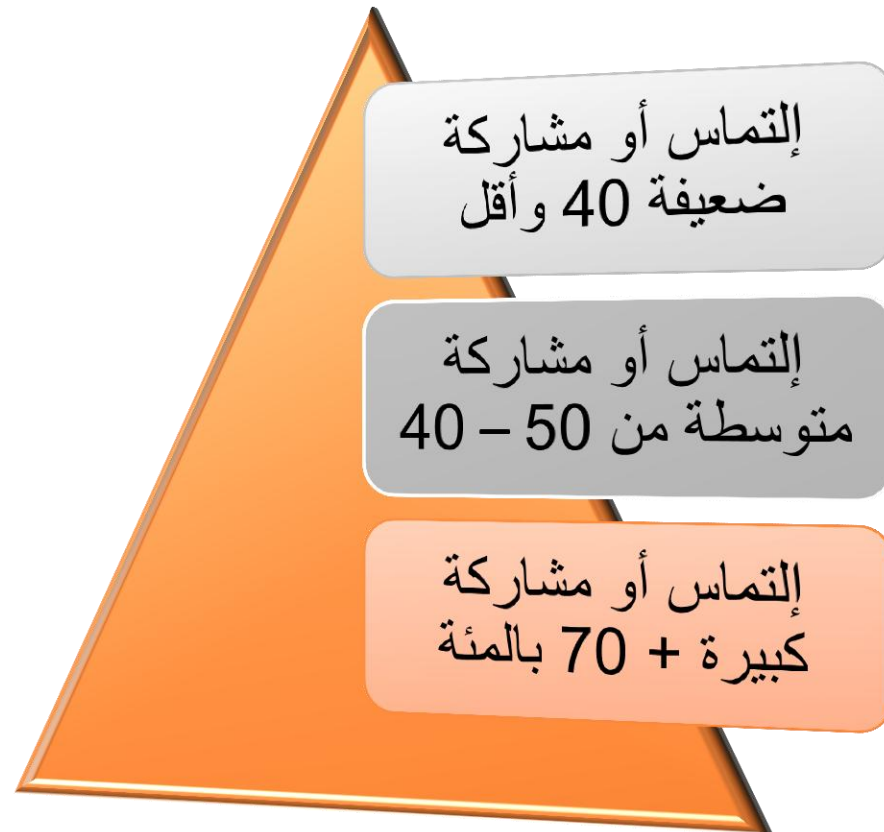 إلتماس أو مشاركة
ضعيفة 40 وأقل
إلتماس أو مشاركة
متوسطة من 50 – 40
إلتماس أو مشاركة
كبيرة + 70 بالمئة